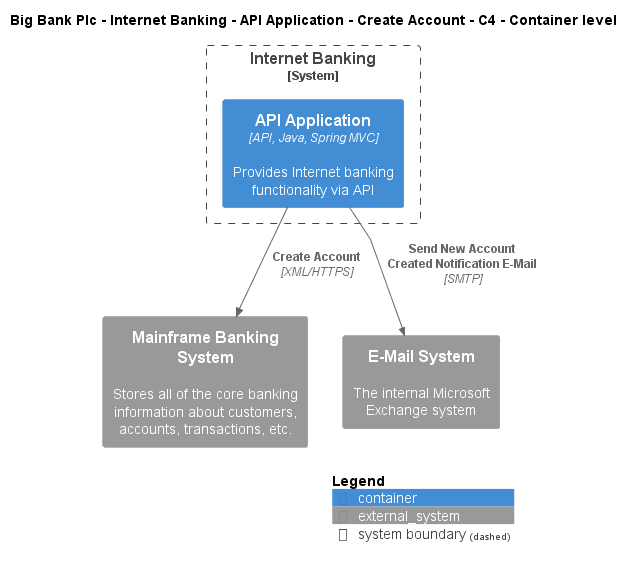 Big Bank Plc - Internet Banking - API Application - Create Account - C4 - Container level
Internet Banking
[System]
API Application
[API, Java, Spring MVC]
Provides Internet banking
functionality via API
Create Account
[XML/HTTPS]
Send New Account
Created Notification E-Mail
[SMTP]
Mainframe Banking
System
Stores all of the core banking
information about customers,
accounts, transactions, etc.
E-Mail System
The internal Microsoft
Exchange system
Legend
container
external_system
system boundary (dashed)